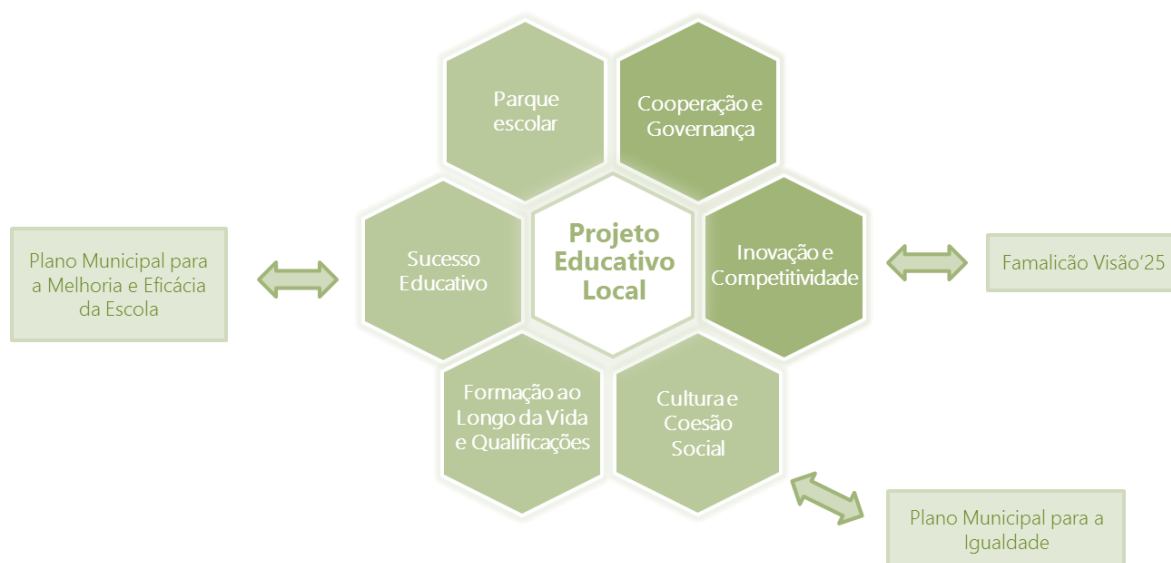 Parque
escolar
Cooperação e
Governança
Projeto
Educativo
Local
Sucesso
Educativo
Inovação e
Competitividade
Plano Municipal para
a Melhoria e Eficácia
da Escola
Famalicão Visão'25
Formação ao
Longo da Vida
e Qualificações
Cultura e
Coesão
Social
Plano Municipal para a
Igualdade